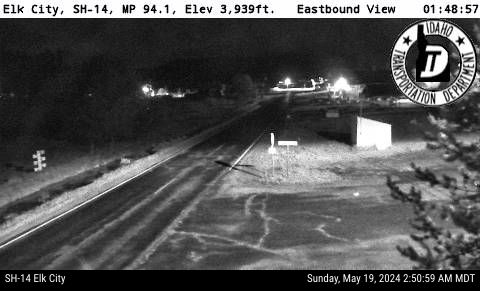 Elk City, SH-14, MP 94.1, Elev 3,939ft. Eastbound View 01:48:57
IDAHO
TRANSPORTATION DEPARTMENT
SH-14 Elk City Sunday, May 19, 2024 2:50:59 AM MDT